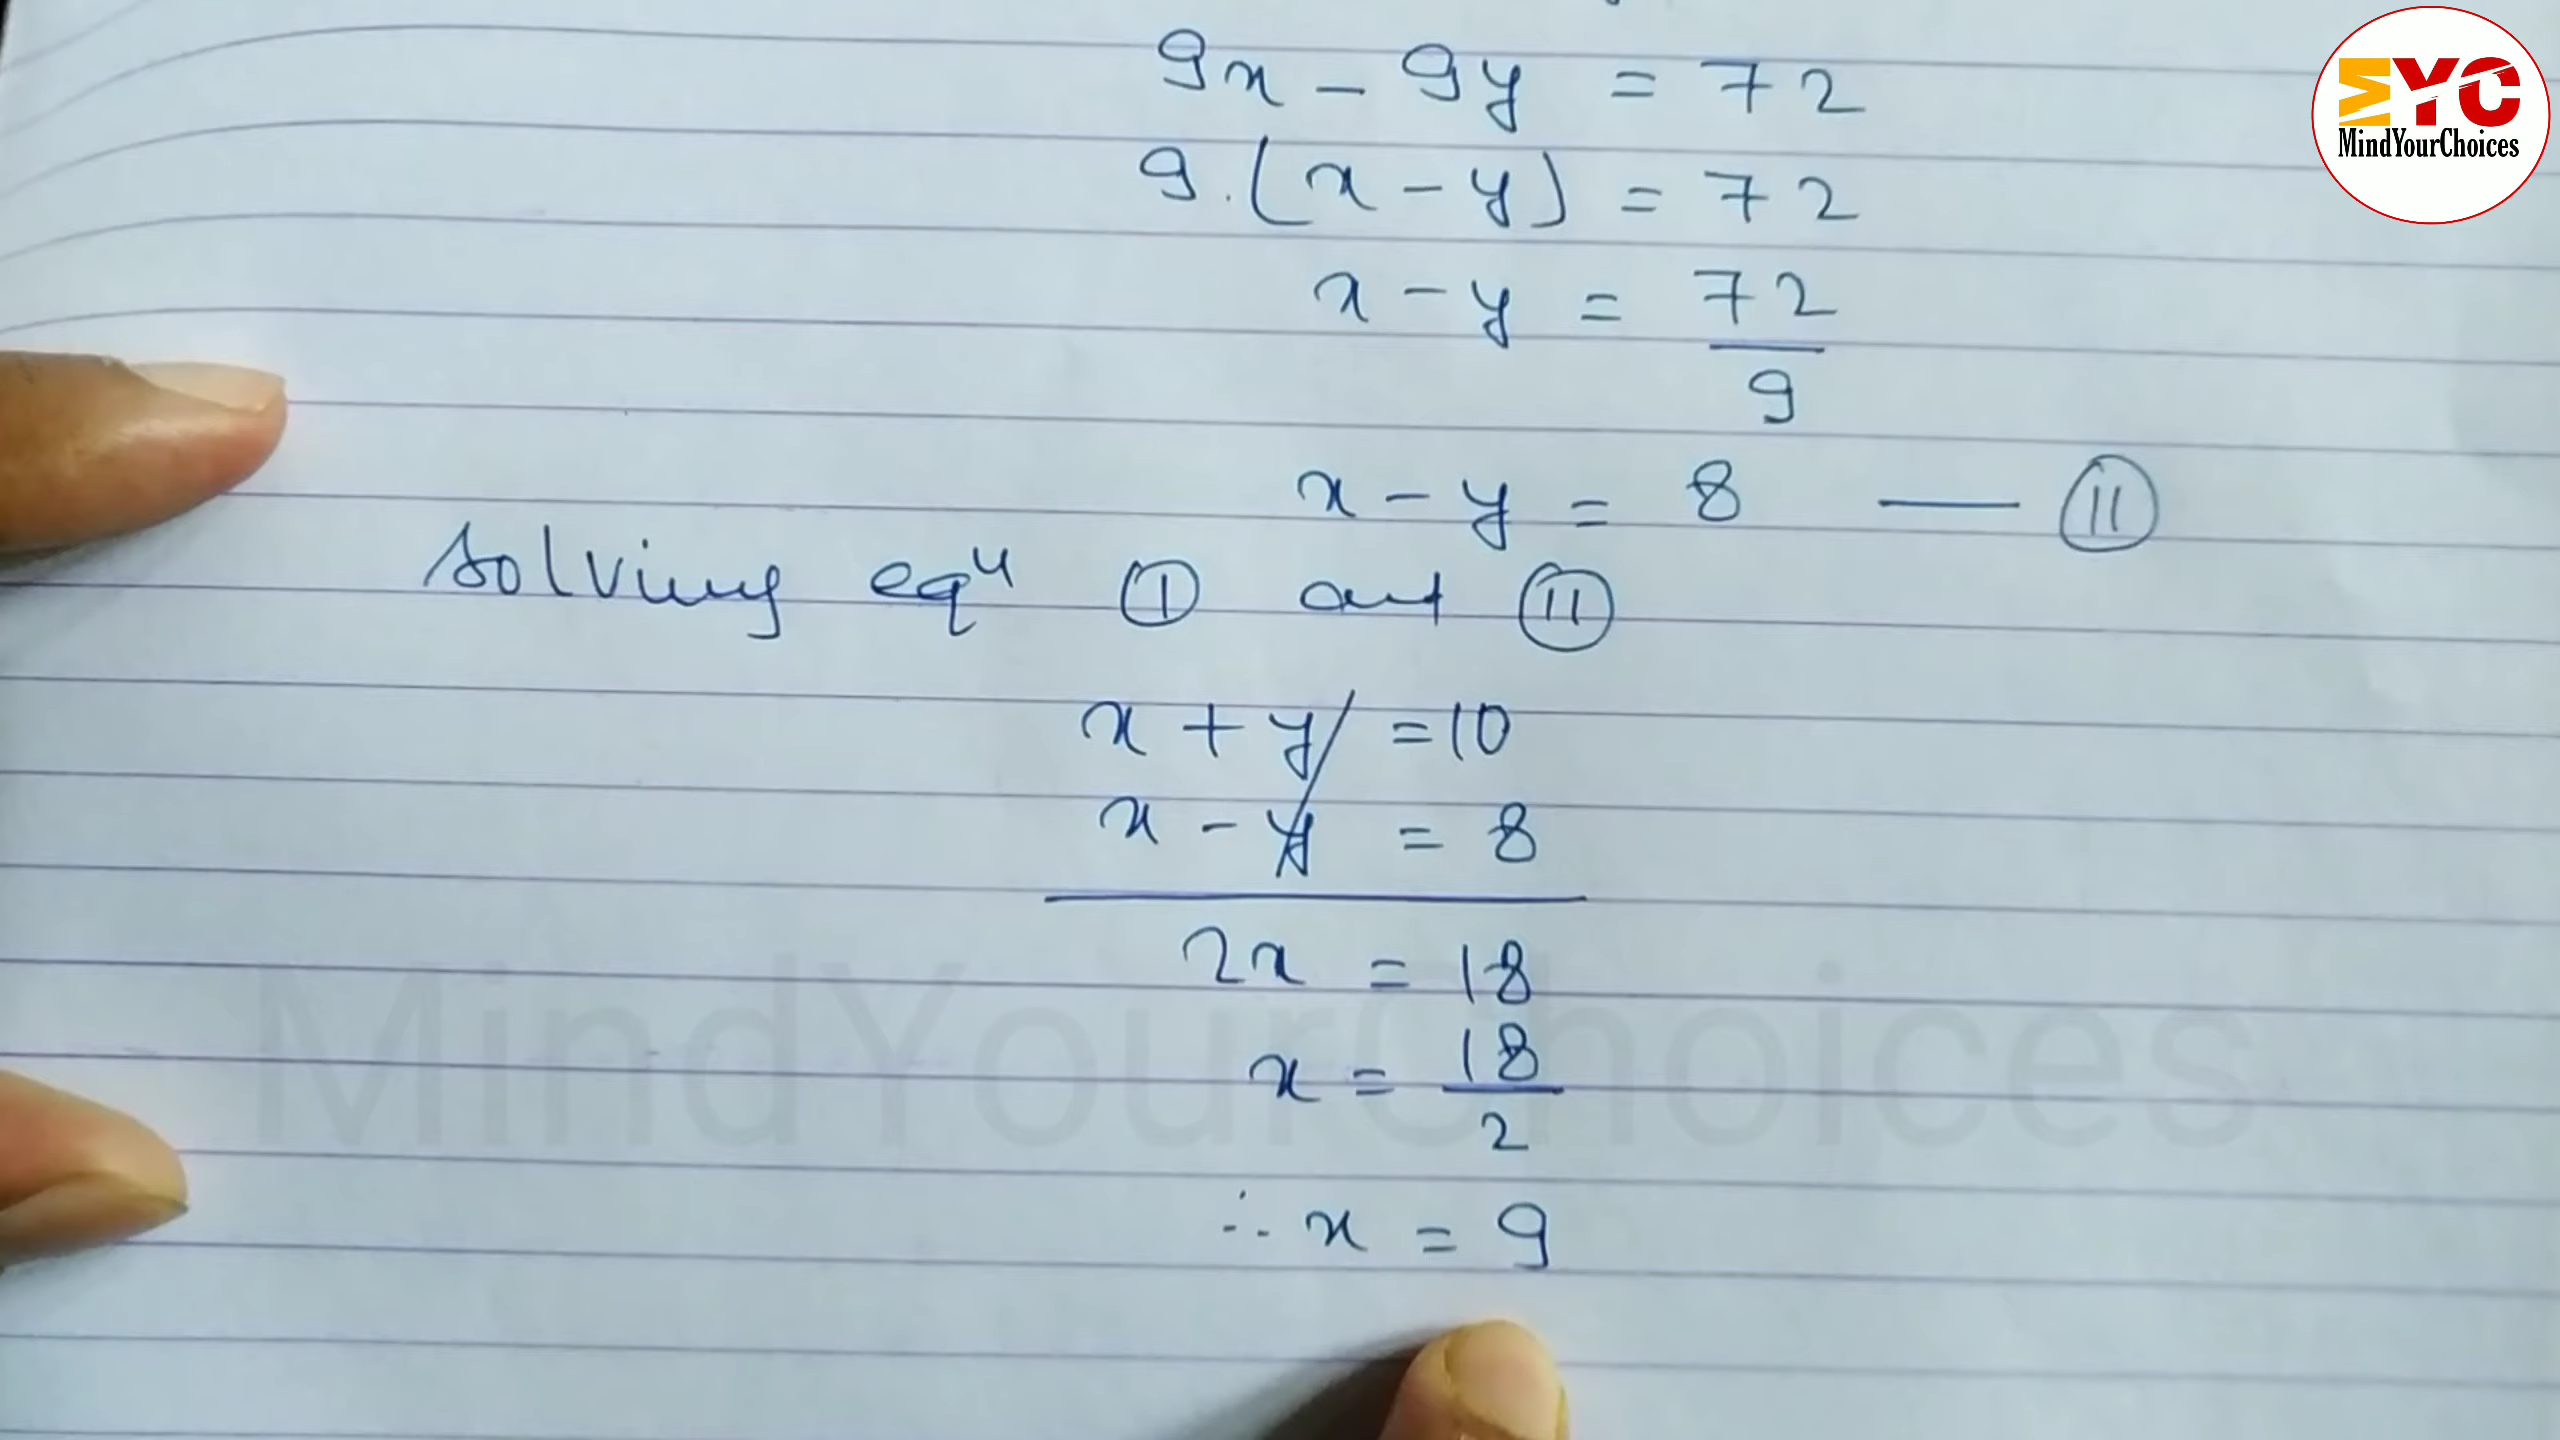 9x - 9y = 72
9.(x - y) = 72
x - y = 72/9
x - y = 8 — II
Solving eqn I and II
x + y = 10
x - y = 8
2x = 18
x = 18/2
∴ x = 9
MYC
MindYourChoices
MindYourChoices